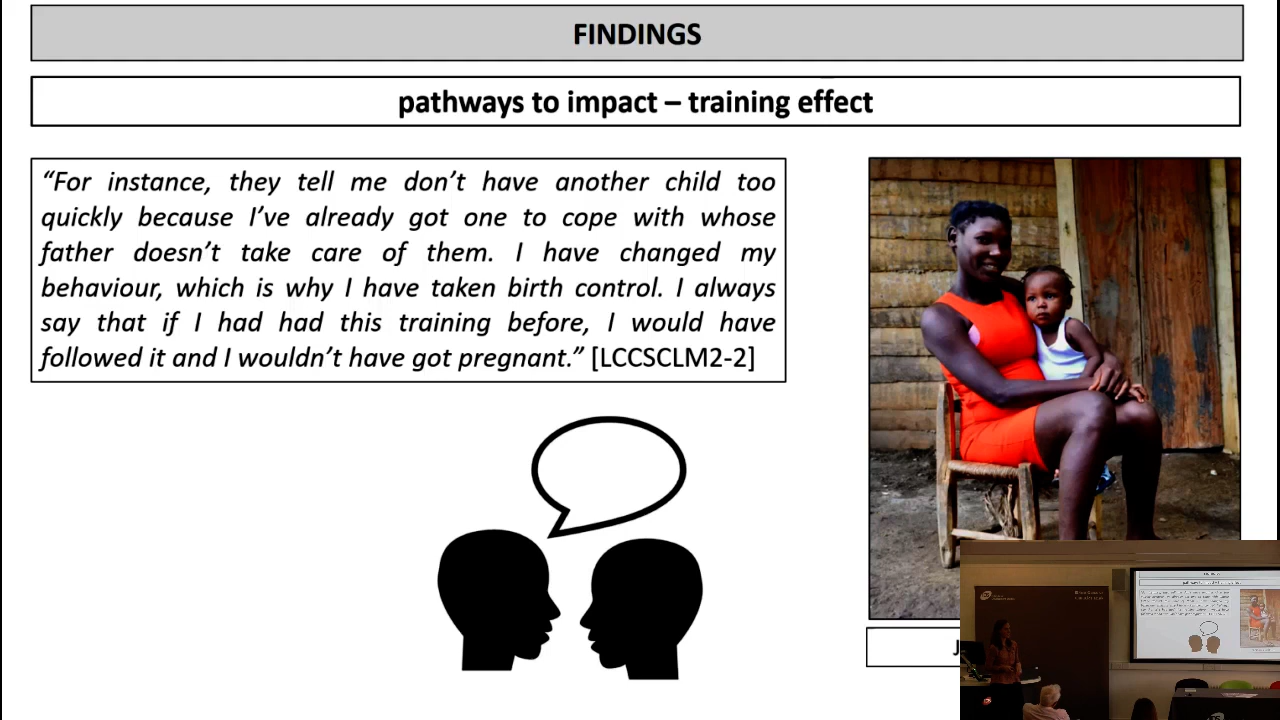 FINDINGS
pathways to impact – training effect
“For instance, they tell me don’t have another child too
quickly because I’ve already got one to cope with whose
father doesn’t take care of them. I have changed my
behaviour, which is why I have taken birth control. I always
say that if I had had this training before, I would have
followed it and I wouldn’t have got pregnant.” [LCCSCLM2-2]